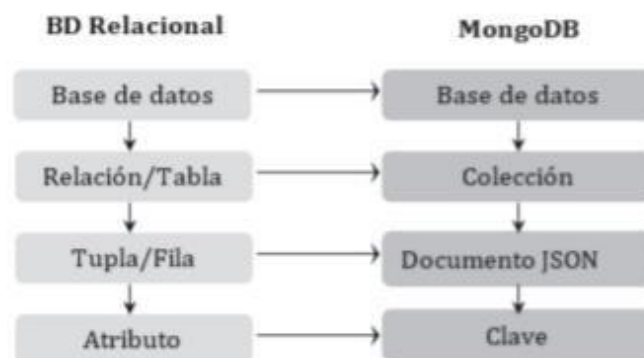 BD Relacional MongoDB
Base de datos Base de datos
Relación/Tabla Colección
Tupla/Fila Documento JSON
Atributo Clave